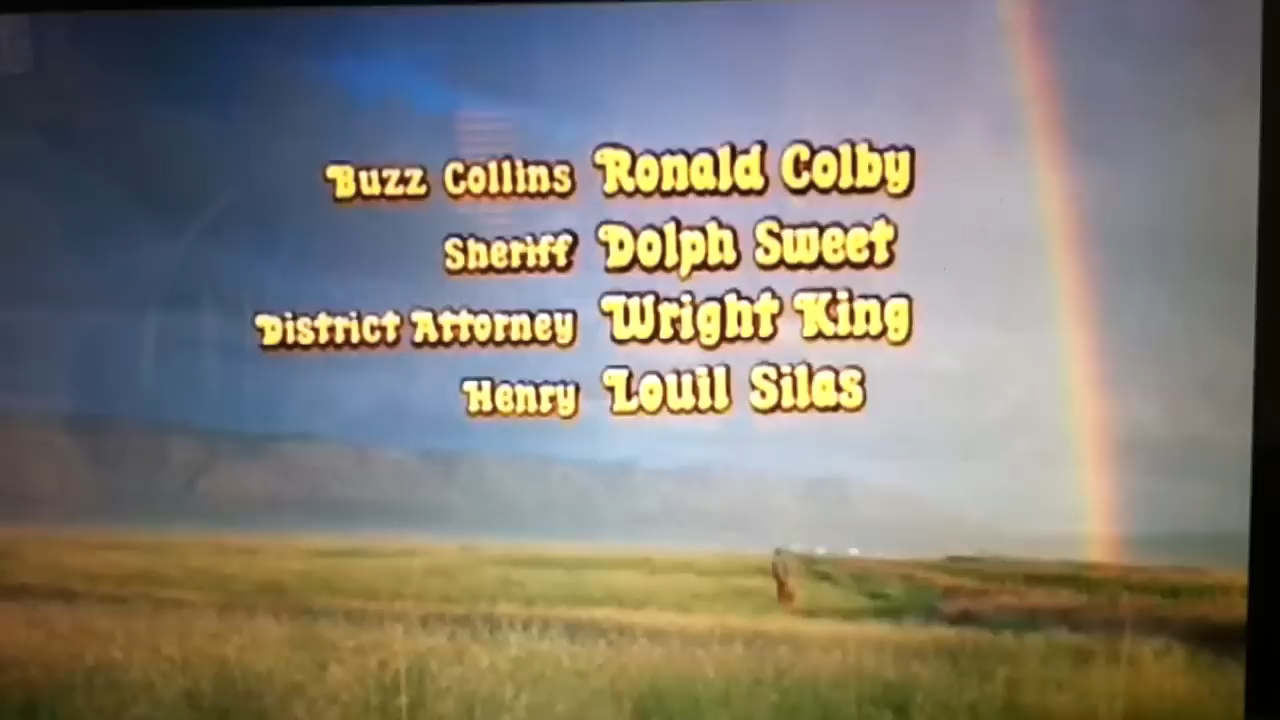 Buzz Collins Ronald Colby
Sheriff Dolph Sweet
District Attorney Wright King
Henry Louil Silas